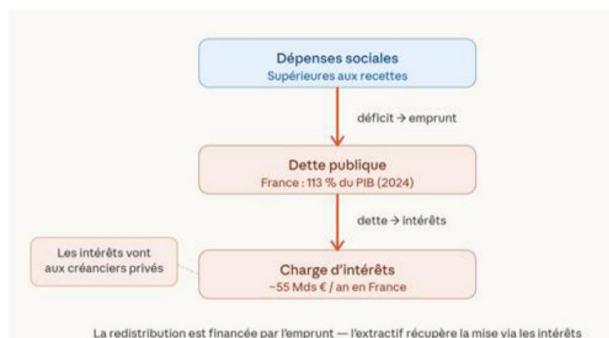 Dépenses sociales
Supérieures aux recettes
déficit → emprunt
Dette publique
France : 113 % du PIB (2024)
dette → intérêts
Les intérêts vont
aux créanciers privés
Charge d'intérêts
~55 Mds € / an en France
La redistribution est financée par l'emprunt — l'extractif récupère la mise via les intérêts